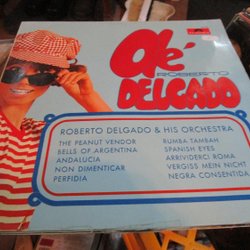 Olé
ROBERTO
DELGADO
ROBERTO DELGADO & HIS ORCHESTRA
THE PEANUT VENDOR
BELLS OF ARGENTINA
ANDALUCIA
NON DIMENTICAR
PERFIDIA
RUMBA TAMBAH
SPANISH EYES
ARRIVIDERCI ROMA
VERGISS MEIN NICHT
NEGRA CONSENTIDA